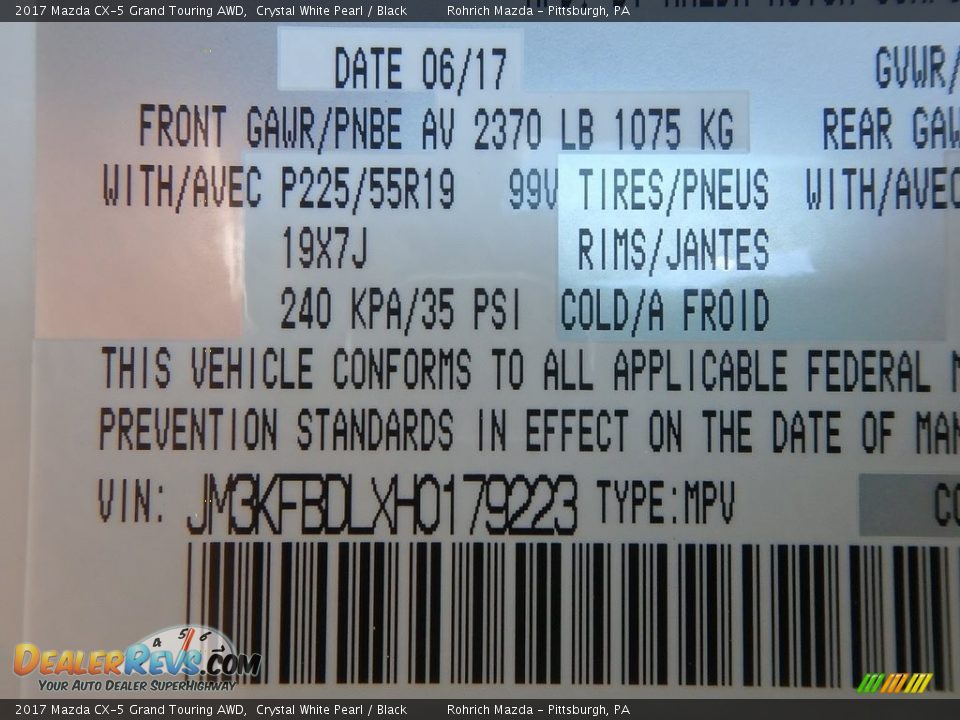 2017 Mazda CX-5 Grand Touring AWD, Crystal White Pearl / Black Rohrich Mazda - Pittsburgh, PA
DATE 06/17 GVWR/
FRONT GAWR/PNBE AV 2370 LB 1075 KG REAR GAW
WITH/AVEC P225/55R19 99V TIRES/PNEUS WITH/AVEC
19X7J RIMS/JANTES
240 KPA/35 PSI COLD/A FROID
THIS VEHICLE CONFORMS TO ALL APPLICABLE FEDERAL M
PREVENTION STANDARDS IN EFFECT ON THE DATE OF MAN
VIN: JM3KFBDLXH0179223 TYPE:MPV CO
4 5 6
DEALERREVS.COM
YOUR AUTO DEALER SUPERHIGHWAY
2017 Mazda CX-5 Grand Touring AWD, Crystal White Pearl / Black Rohrich Mazda - Pittsburgh, PA